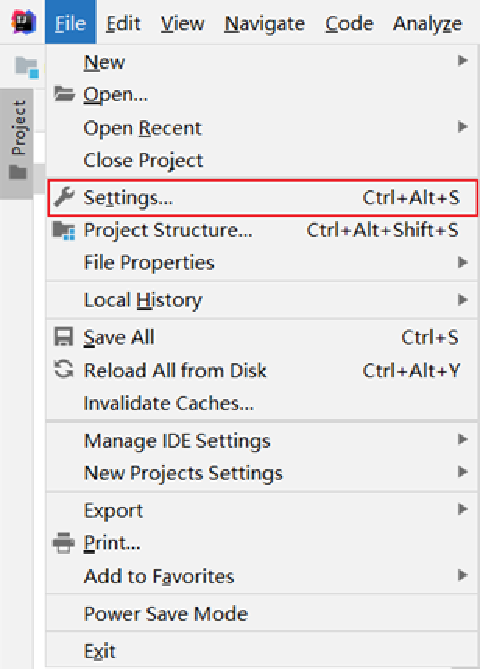 File Edit View Navigate Code Analyze
Project
New
Open...
Open Recent
Close Project
Settings... Ctrl+Alt+S
Project Structure... Ctrl+Alt+Shift+S
File Properties
Local History
Save All Ctrl+S
Reload All from Disk Ctrl+Alt+Y
Invalidate Caches...
Manage IDE Settings
New Projects Settings
Export
Print...
Add to Favorites
Power Save Mode
Exit